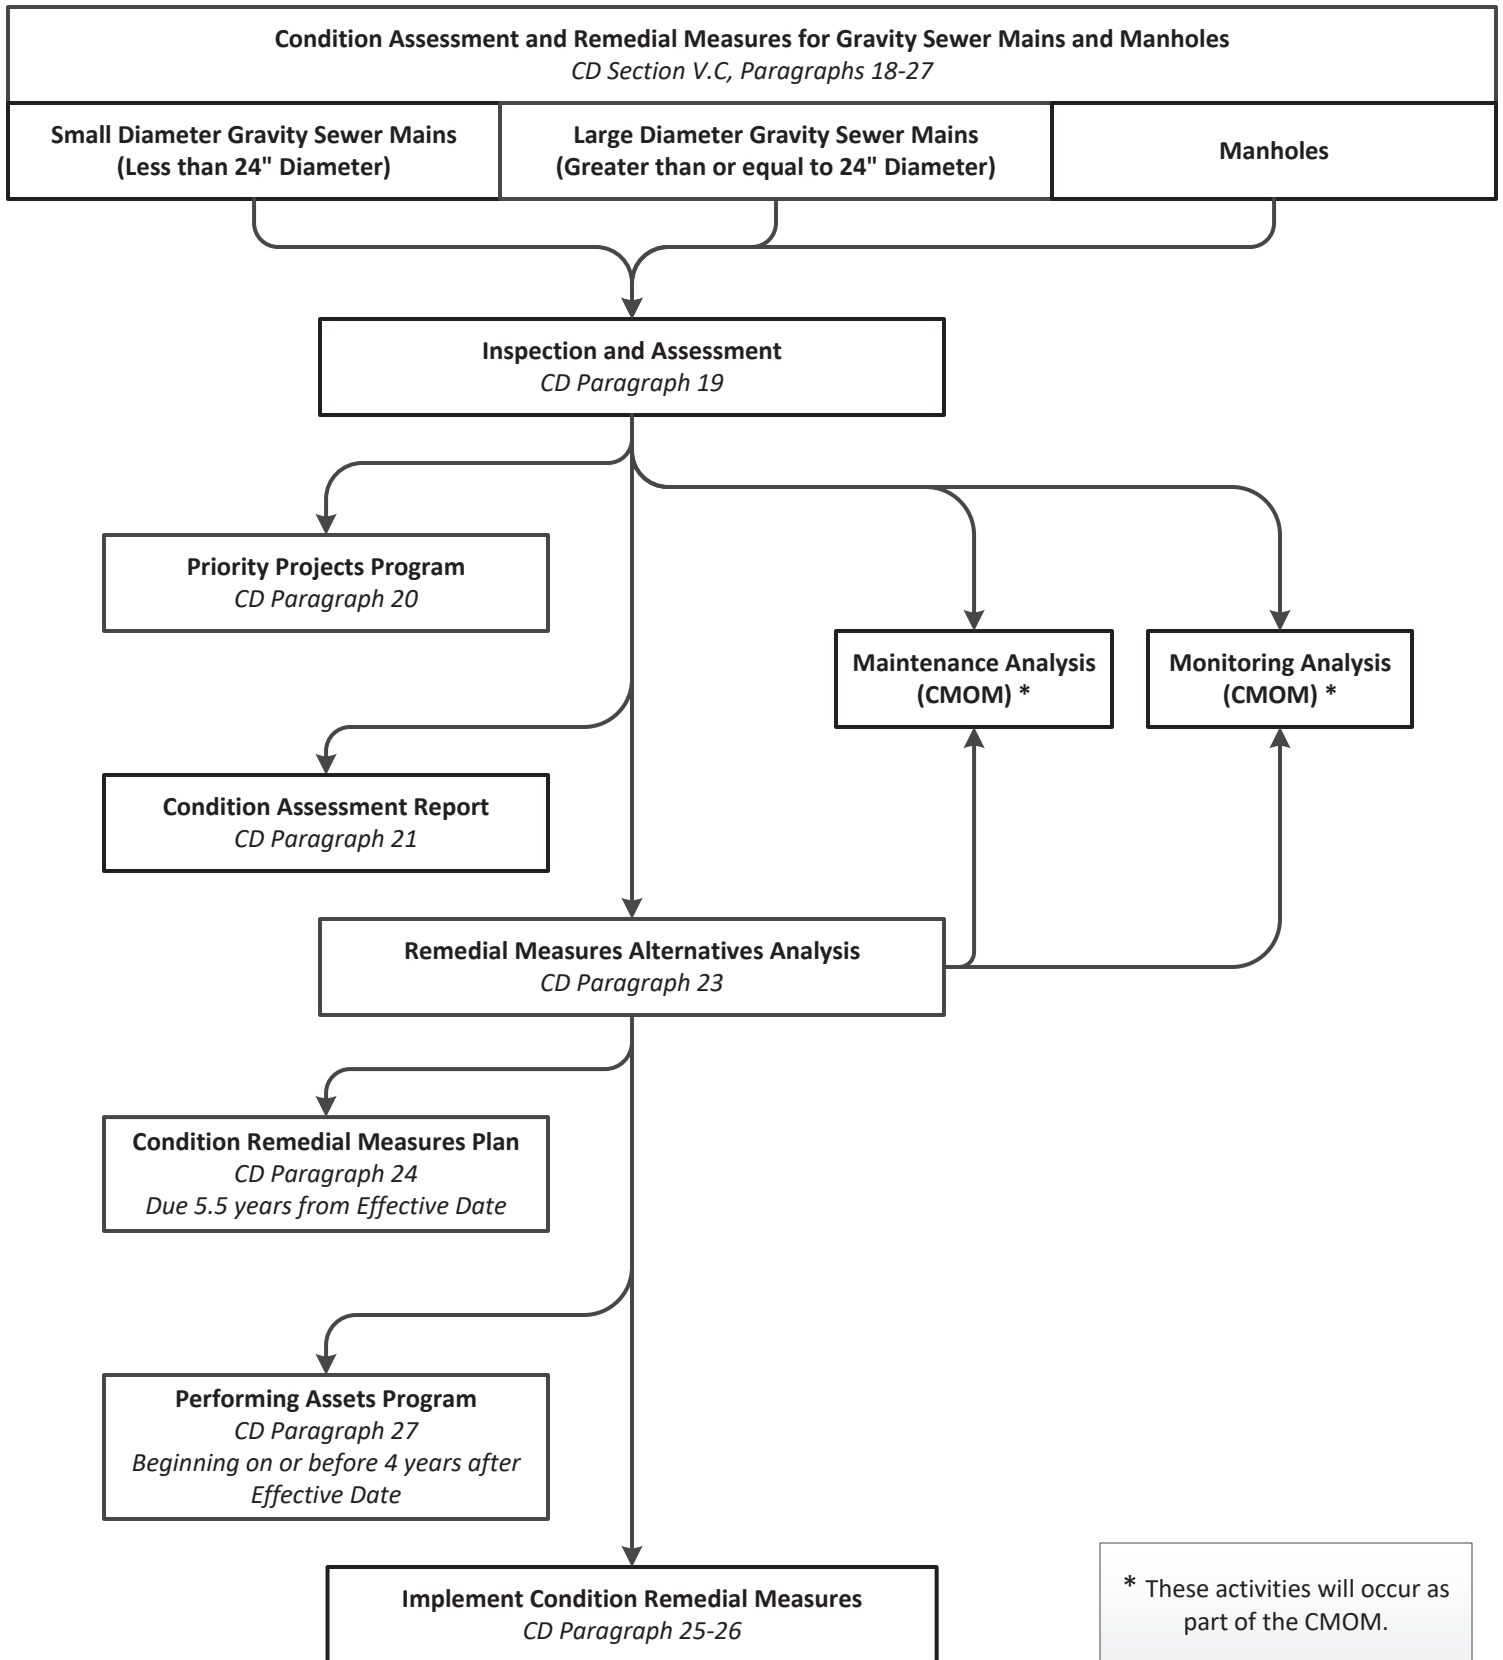 Condition Assessment and Remedial Measures for Gravity Sewer Mains and Manholes
CD Section V.C, Paragraphs 18-27
Small Diameter Gravity Sewer Mains
(Less than 24" Diameter)
Large Diameter Gravity Sewer Mains
(Greater than or equal to 24" Diameter)
Manholes
Inspection and Assessment
CD Paragraph 19
Priority Projects Program
CD Paragraph 20
Maintenance Analysis
(CMOM) *
Monitoring Analysis
(CMOM) *
Condition Assessment Report
CD Paragraph 21
Remedial Measures Alternatives Analysis
CD Paragraph 23
Condition Remedial Measures Plan
CD Paragraph 24
Due 5.5 years from Effective Date
Performing Assets Program
CD Paragraph 27
Beginning on or before 4 years after
Effective Date
Implement Condition Remedial Measures
CD Paragraph 25-26
* These activities will occur as
part of the CMOM.